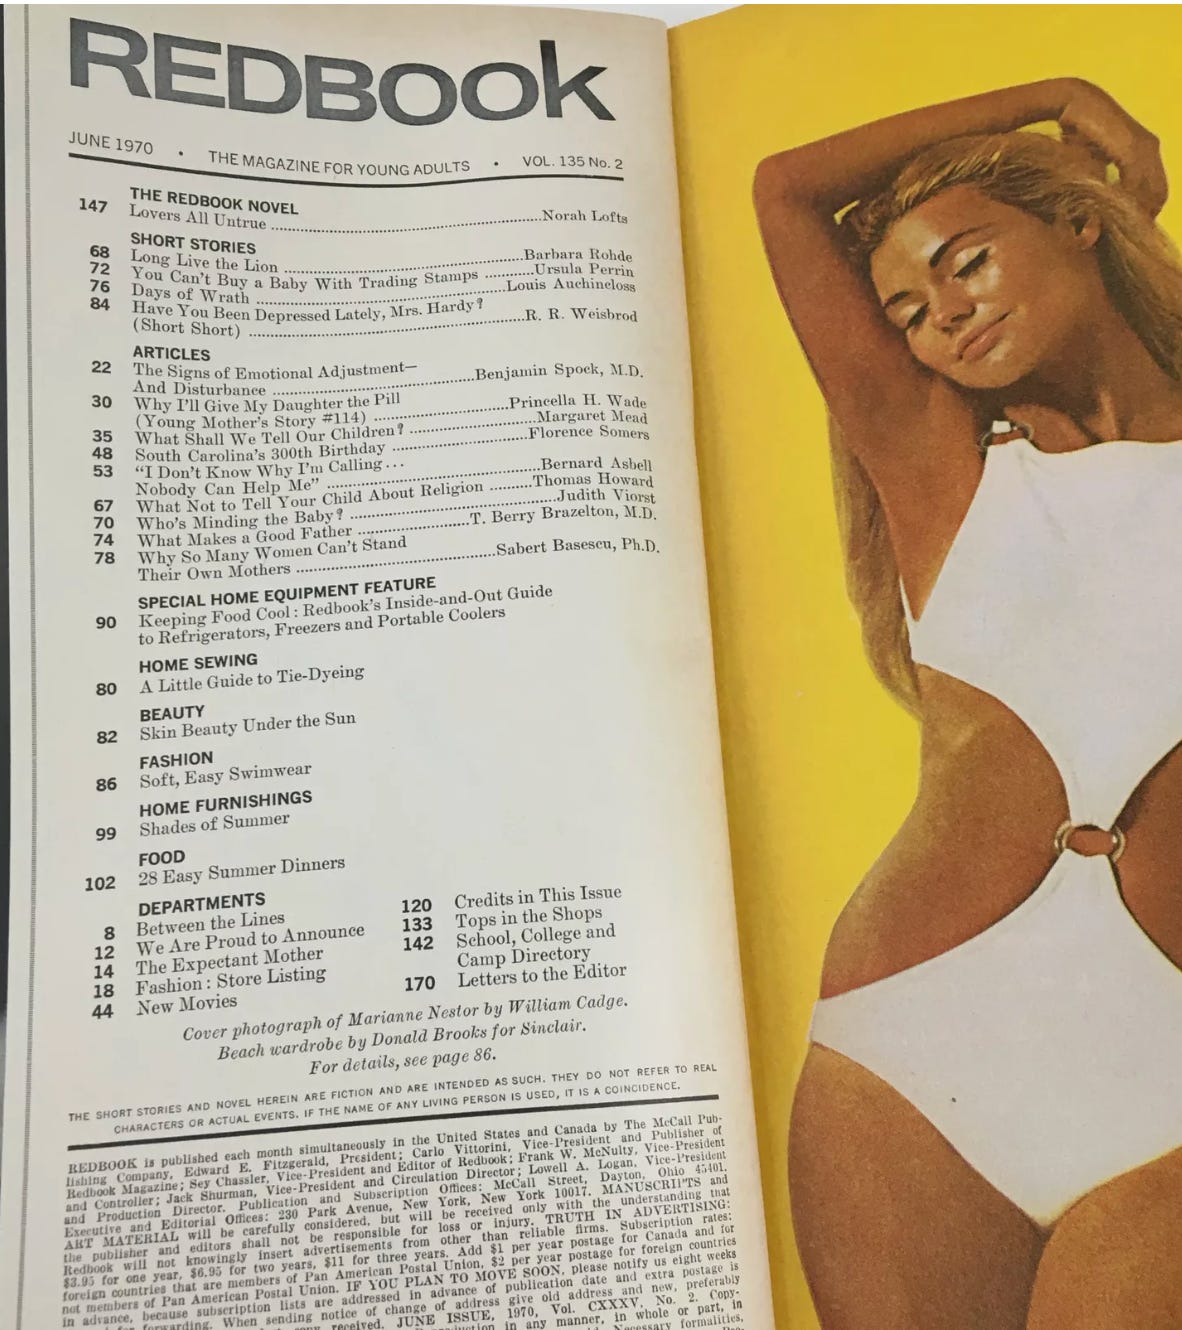 REDBOOk
JUNE 1970 • THE MAGAZINE FOR YOUNG ADULTS • VOL. 135 No. 2
THE REDBOOK NOVEL
147 Lovers All Untrue ........ Norah Lofts
SHORT STORIES
68 Long Live the Lion ........ Barbara Rohde
72 You Can't Buy a Baby With Trading Stamps ........ Ursula Perrin
76 Days of Wrath ........ Louis Auchincloss
84 Have You Been Depressed Lately, Mrs. Hardy?
(Short Short) ........ R. R. Weisbrod
ARTICLES
22 The Signs of Emotional Adjustment—
And Disturbance ........ Benjamin Spock, M.D.
30 Why I'll Give My Daughter the Pill
(Young Mother's Story #114) ........ Princella H. Wade
35 What Shall We Tell Our Children? ........ Margaret Mead
48 South Carolina's 300th Birthday ........ Florence Somers
53 "I Don't Know Why I'm Calling...
Nobody Can Help Me" ........ Bernard Asbell
67 What Not to Tell Your Child About Religion ........ Thomas Howard
70 Who's Minding the Baby? ........ Judith Viorst
74 What Makes a Good Father ........ T. Berry Brazelton, M.D.
78 Why So Many Women Can't Stand
Their Own Mothers ........ Sabert Basescu, Ph.D.
SPECIAL HOME EQUIPMENT FEATURE
90 Keeping Food Cool: Redbook's Inside-and-Out Guide
to Refrigerators, Freezers and Portable Coolers
HOME SEWING
80 A Little Guide to Tie-Dyeing
BEAUTY
82 Skin Beauty Under the Sun
FASHION
86 Soft, Easy Swimwear
HOME FURNISHINGS
99 Shades of Summer
FOOD
102 28 Easy Summer Dinners
DEPARTMENTS
8 Between the Lines
12 We Are Proud to Announce
14 The Expectant Mother
18 Fashion: Store Listing
44 New Movies
120 Credits in This Issue
133 Tops in the Shops
142 School, College and
Camp Directory
170 Letters to the Editor
Cover photograph of Marianne Nestor by William Cadge.
Beach wardrobe by Donald Brooks for Sinclair.
For details, see page 86.
THE SHORT STORIES AND NOVEL HEREIN ARE FICTION AND ARE INTENDED AS SUCH. THEY DO NOT REFER TO REAL
CHARACTERS OR ACTUAL EVENTS. IF THE NAME OF ANY LIVING PERSON IS USED, IT IS A COINCIDENCE.
REDBOOK is published each month simultaneously in the United States and Canada by The McCall Pub-
lishing Company, Edward E. Fitzgerald, President; Carlo Vittorini, Vice-President and Publisher of
Redbook Magazine; Sey Chassler, Vice-President and Editor of Redbook; Frank W. McNulty, Vice-President
and Controller; Jack Shurman, Vice-President and Circulation Director; Lowell A. Logan, Vice-President
and Production Director. Publication and Subscription Offices: McCall Street, Dayton, Ohio 45401.
Executive and Editorial Offices: 230 Park Avenue, New York, New York 10017. MANUSCRIPTS and
ART MATERIAL will be carefully considered, but will be received only with the understanding that
the publisher and editors shall not be responsible for loss or injury. TRUTH IN ADVERTISING:
Redbook will not knowingly insert advertisements from other than reliable firms. Subscription rates:
$3.95 for one year, $6.95 for two years, $11 for three years. Add $1 per year postage for Canada and for
foreign countries that are members of Pan American Postal Union, $2 per year postage for foreign countries
not members of Pan American Postal Union. IF YOU PLAN TO MOVE SOON, please notify us eight weeks
in advance, because subscription lists are addressed in advance of publication date and extra postage is
forwarding. When sending notice of change of address give old address and new, preferably
received. JUNE ISSUE, 1970, Vol. CXXXV, No. 2. Copy-
in any manner, in whole or part, in
Necessary formalities,